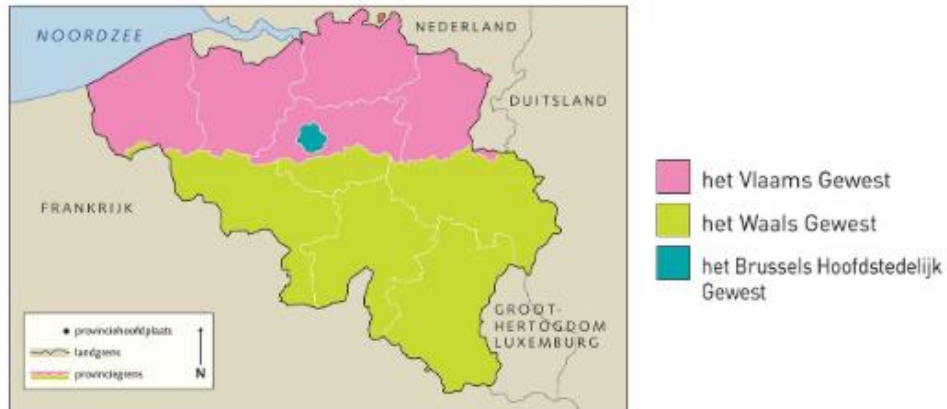 NOORDZEE
NEDERLAND
DUITSLAND
FRANKRIJK
GROOT-
HERTOGDOM
LUXEMBURG
provinciehoofdplaats
landgrens
provinciegrens
N
het Vlaams Gewest
het Waals Gewest
het Brussels Hoofdstedelijk
Gewest